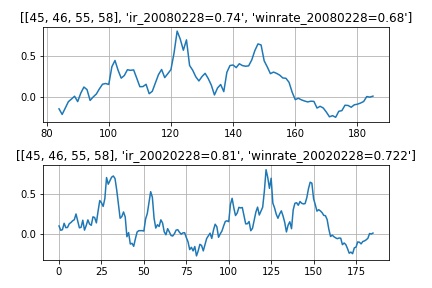 [[45, 46, 55, 58], 'ir_20080228=0.74', 'winrate_20080228=0.68']
0.5
0.0
80 100 120 140 160 180
[[45, 46, 55, 58], 'ir_20020228=0.81', 'winrate_20020228=0.722']
0.5
0.0
0 25 50 75 100 125 150 175